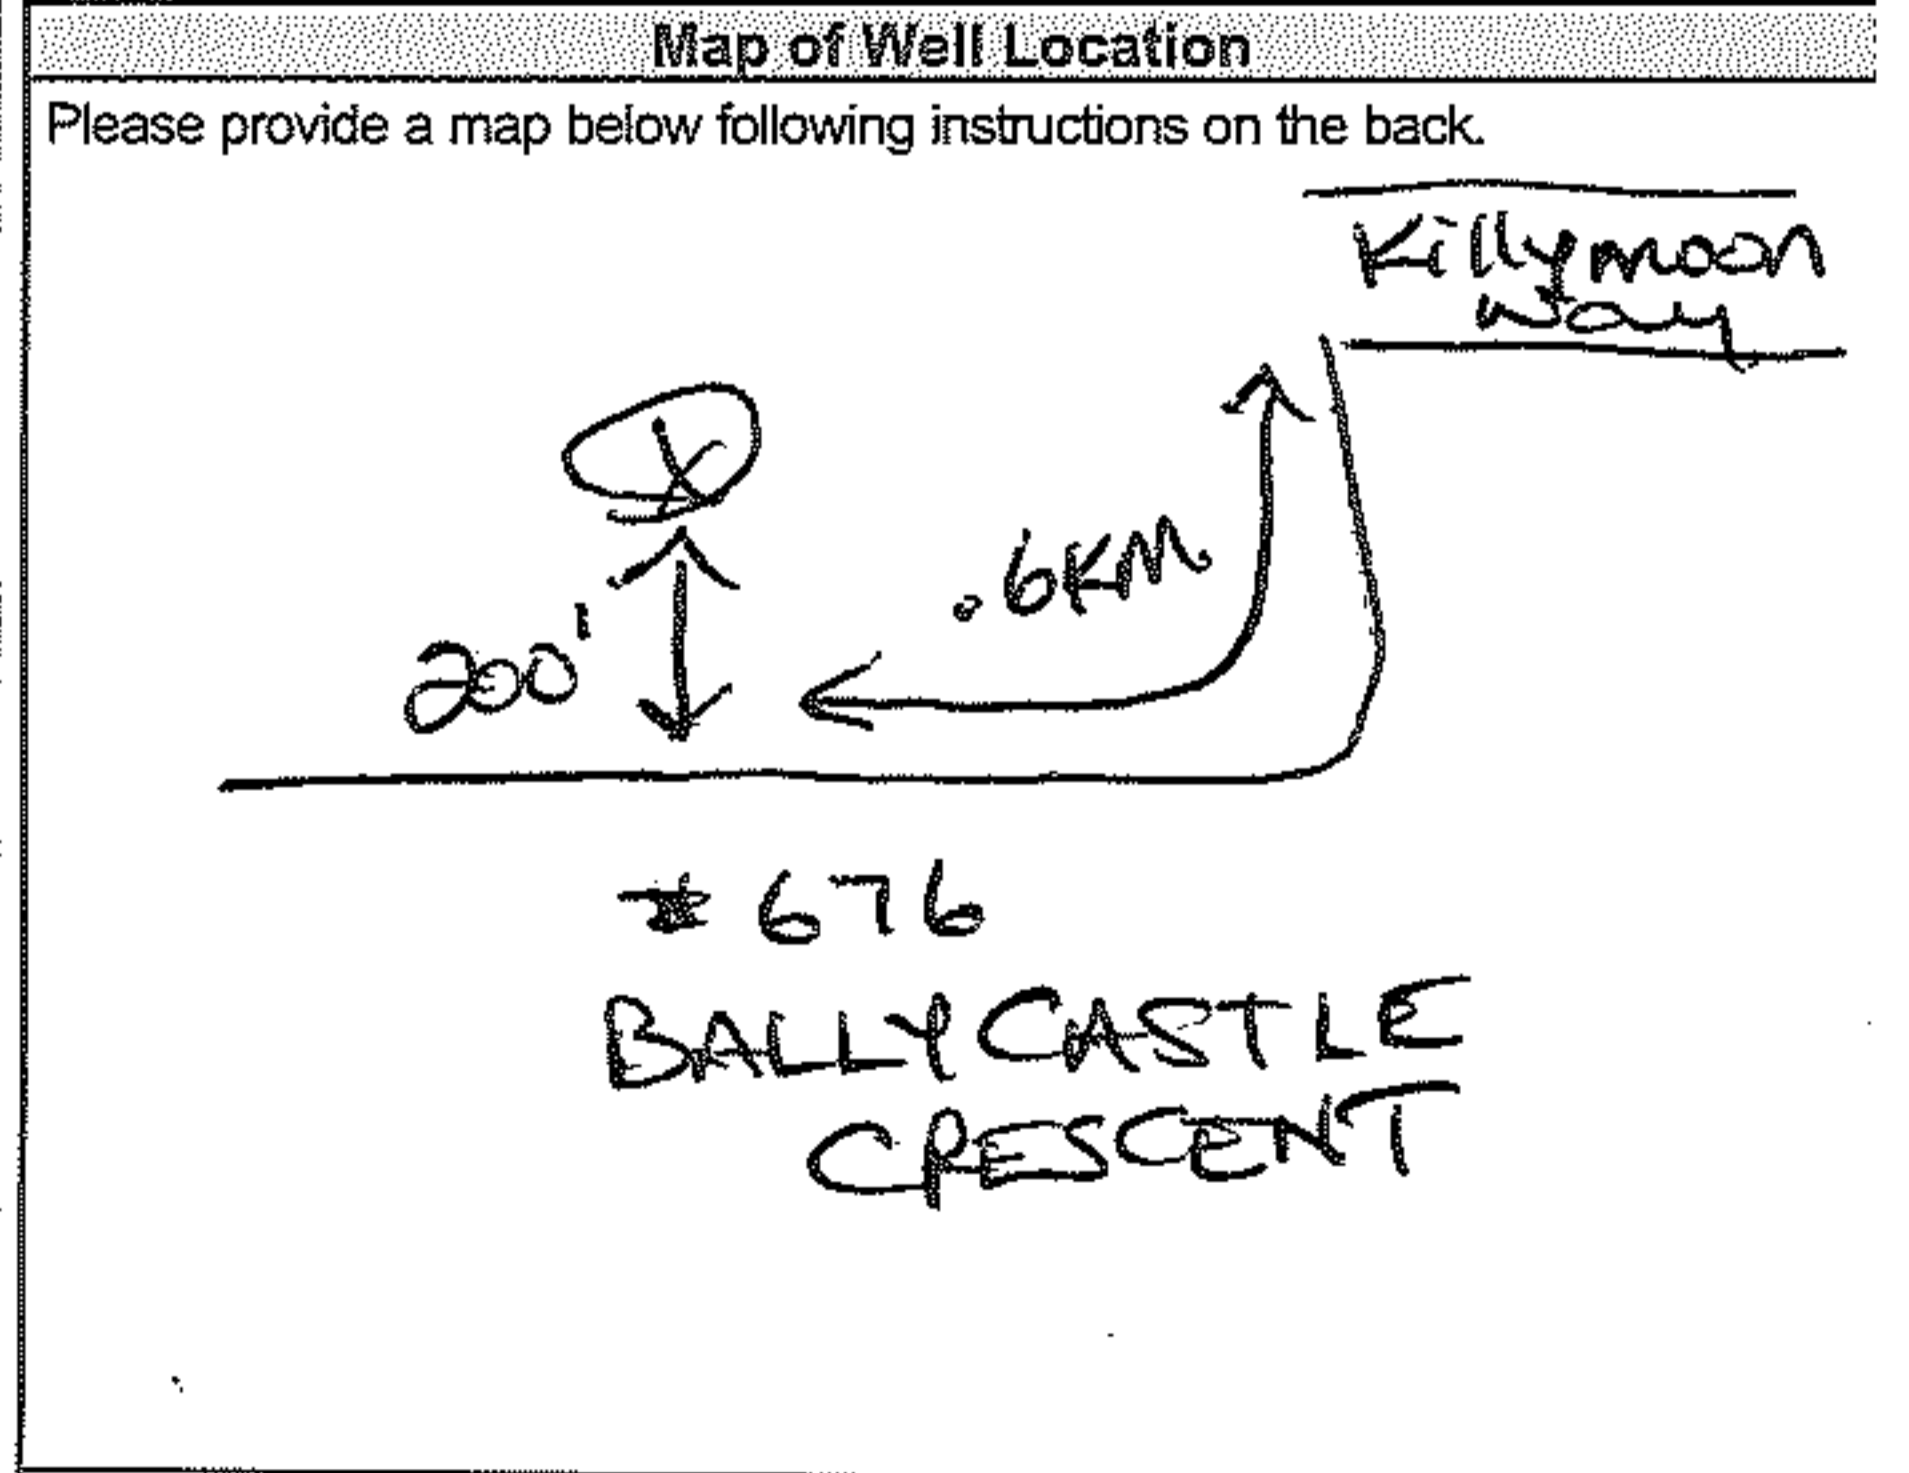 Map of Well Location
Please provide a map below following instructions on the back.
Killymoon
Way
.6KM
200'
# 676
BALLYCASTLE
CRESCENT